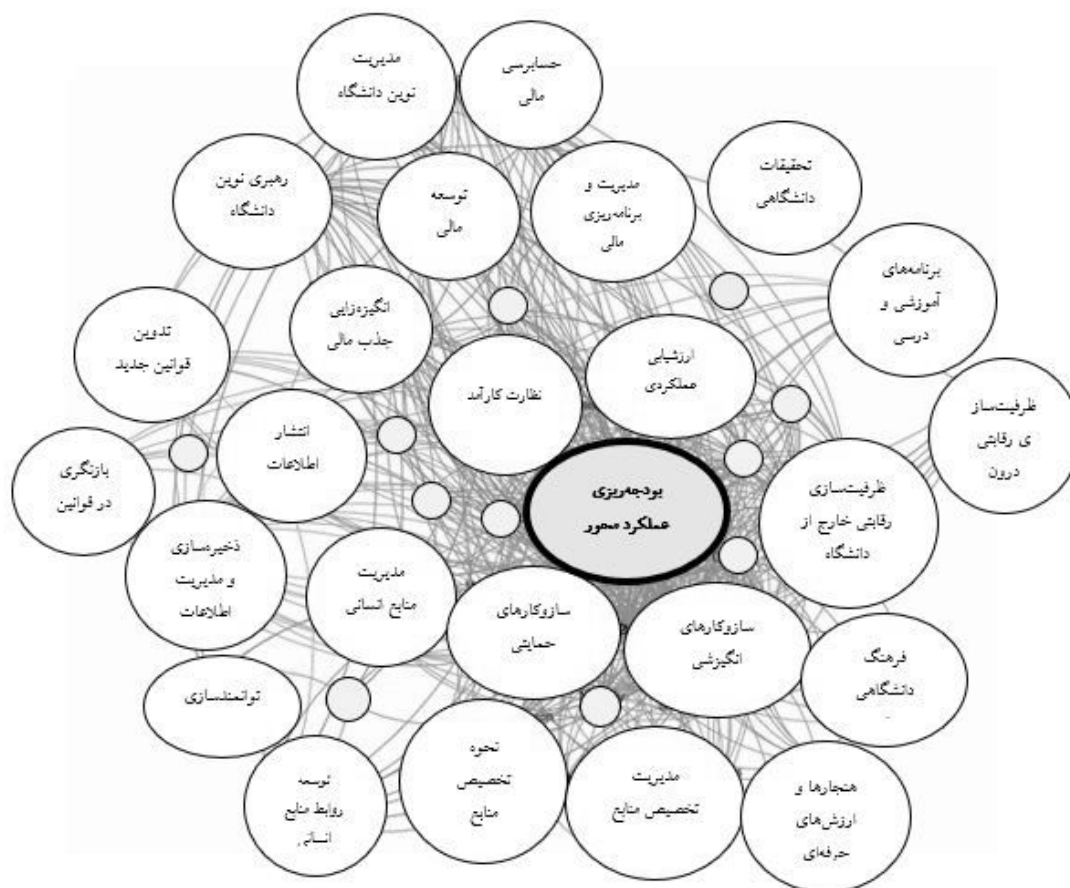 مدیریت
نوین دانشگاه
حسابرسی
مالی
تحقیقات
دانشگاهی
رهبری نوین
دانشگاه
توسعه
مالی
مدیریت و
برنامه‌ریزی
مالی
برنامه‌های
آموزشی و
درسی
تدوین
قوانین جدید
انگیزه‌زایی
جذب مالی
نظارت کارآمد
ارزشیابی
عملکردی
ظرفیت‌ساز
ی رقابتی
درون
بازنگری
در قوانین
انتشار
اطلاعات
بودجه‌ریزی
عملکرد محور
ظرفیت‌سازی
رقابتی خارج از
دانشگاه
ذخیره‌سازی
و مدیریت
اطلاعات
مدیریت
منابع انسانی
سازوکارهای
حمایتی
سازوکارهای
انگیزشی
فرهنگ
دانشگاهی
توانمندسازی
توسعه
روابط منابع
انسانی
نحوه
تخصیص
منابع
مدیریت
تخصیص منابع
هنجارها و
ارزش‌های
حرفه‌ای